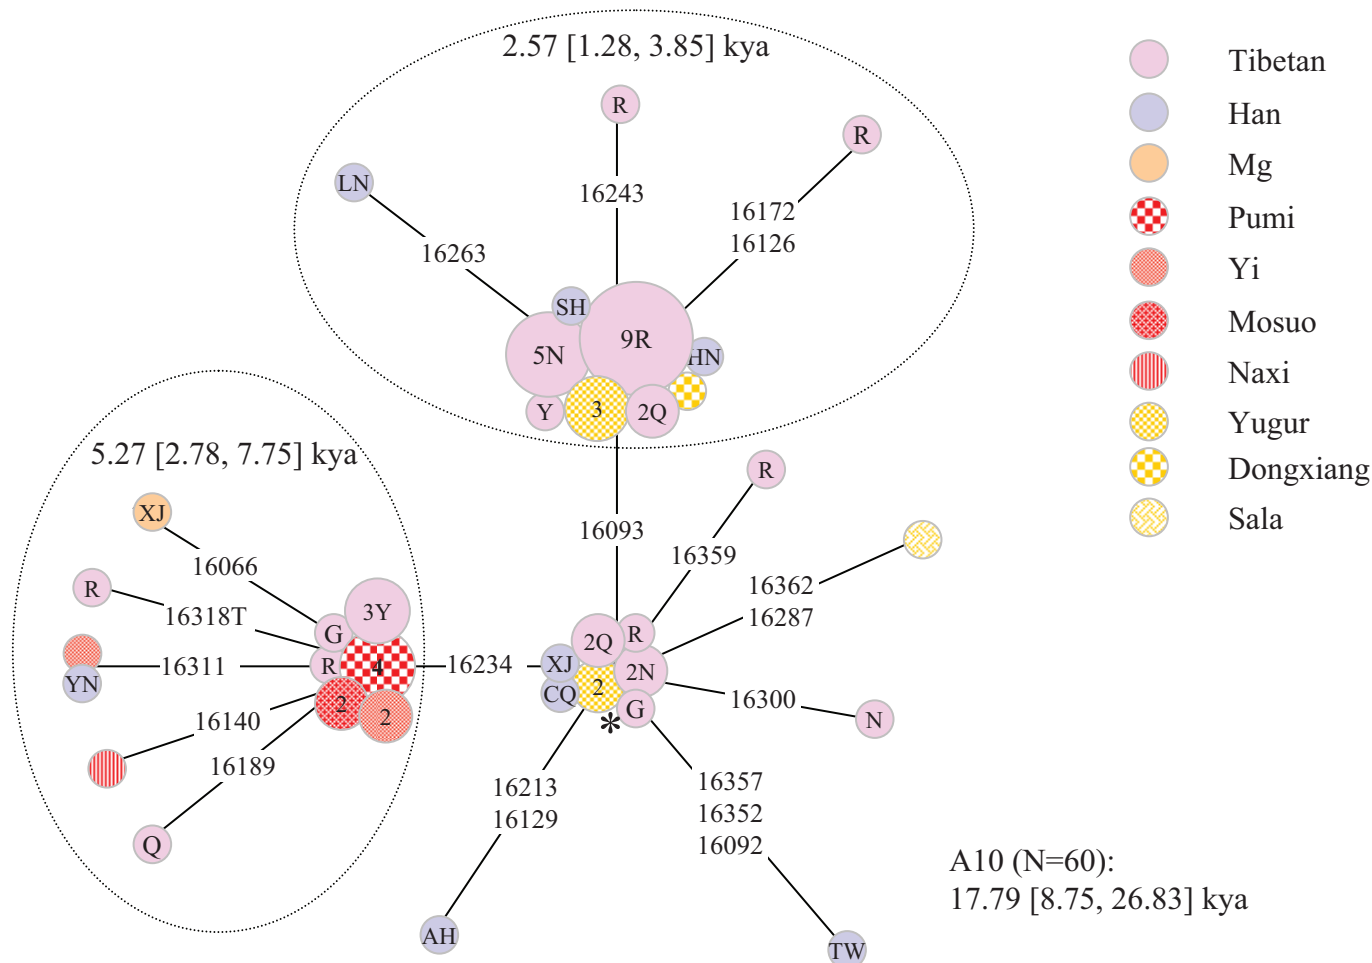 2.57 [1.28, 3.85] kya
R
R
LN
16243
16172
16126
16263
SH
9R
5N
HN
Y
3
2Q
Tibetan
Han
Mg
Pumi
Yi
Mosuo
Naxi
Yugur
Dongxiang
Sala
5.27 [2.78, 7.75] kya
XJ
16066
R
16318T
3Y
G
16311
R
4
YN
2
2
16140
16189
Q
16234
16093
R
16359
16362
16287
2Q
R
XJ
2N
CQ
2
G
*
16300
N
16213
16129
16357
16352
16092
AH
TW
A10 (N=60):
17.79 [8.75, 26.83] kya